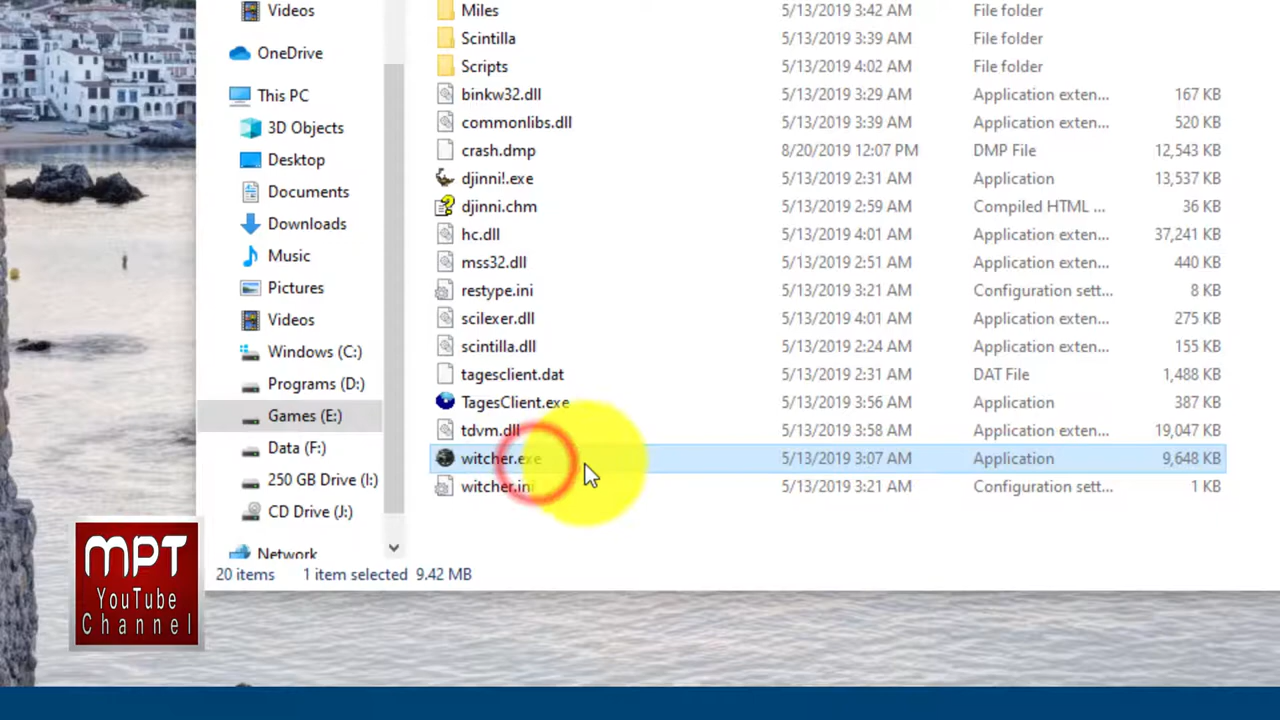 Videos
OneDrive
This PC
3D Objects
Desktop
Documents
Downloads
Music
Pictures
Videos
Windows (C:)
Programs (D:)
Games (E:)
Data (F:)
250 GB Drive (I:)
CD Drive (J:)
Network
Miles 5/13/2019 3:42 AM File folder
Scintilla 5/13/2019 3:39 AM File folder
Scripts 5/13/2019 4:02 AM File folder
binkw32.dll 5/13/2019 3:29 AM Application exten... 167 KB
commonlibs.dll 5/13/2019 3:39 AM Application exten... 520 KB
crash.dmp 8/20/2019 12:07 PM DMP File 12,543 KB
djinni!.exe 5/13/2019 2:31 AM Application 13,537 KB
djinni.chm 5/13/2019 2:59 AM Compiled HTML ... 36 KB
hc.dll 5/13/2019 4:01 AM Application exten... 37,241 KB
mss32.dll 5/13/2019 2:51 AM Application exten... 440 KB
restype.ini 5/13/2019 3:21 AM Configuration sett... 8 KB
scilexer.dll 5/13/2019 4:01 AM Application exten... 275 KB
scintilla.dll 5/13/2019 2:24 AM Application exten... 155 KB
tagesclient.dat 5/13/2019 2:31 AM DAT File 1,488 KB
TagesClient.exe 5/13/2019 3:56 AM Application 387 KB
tdvm.dll 5/13/2019 3:58 AM Application exten... 19,047 KB
witcher.exe 5/13/2019 3:07 AM Application 9,648 KB
witcher.ini 5/13/2019 3:21 AM Configuration sett... 1 KB
20 items 1 item selected 9.42 MB
MPT
YouTube
Channel